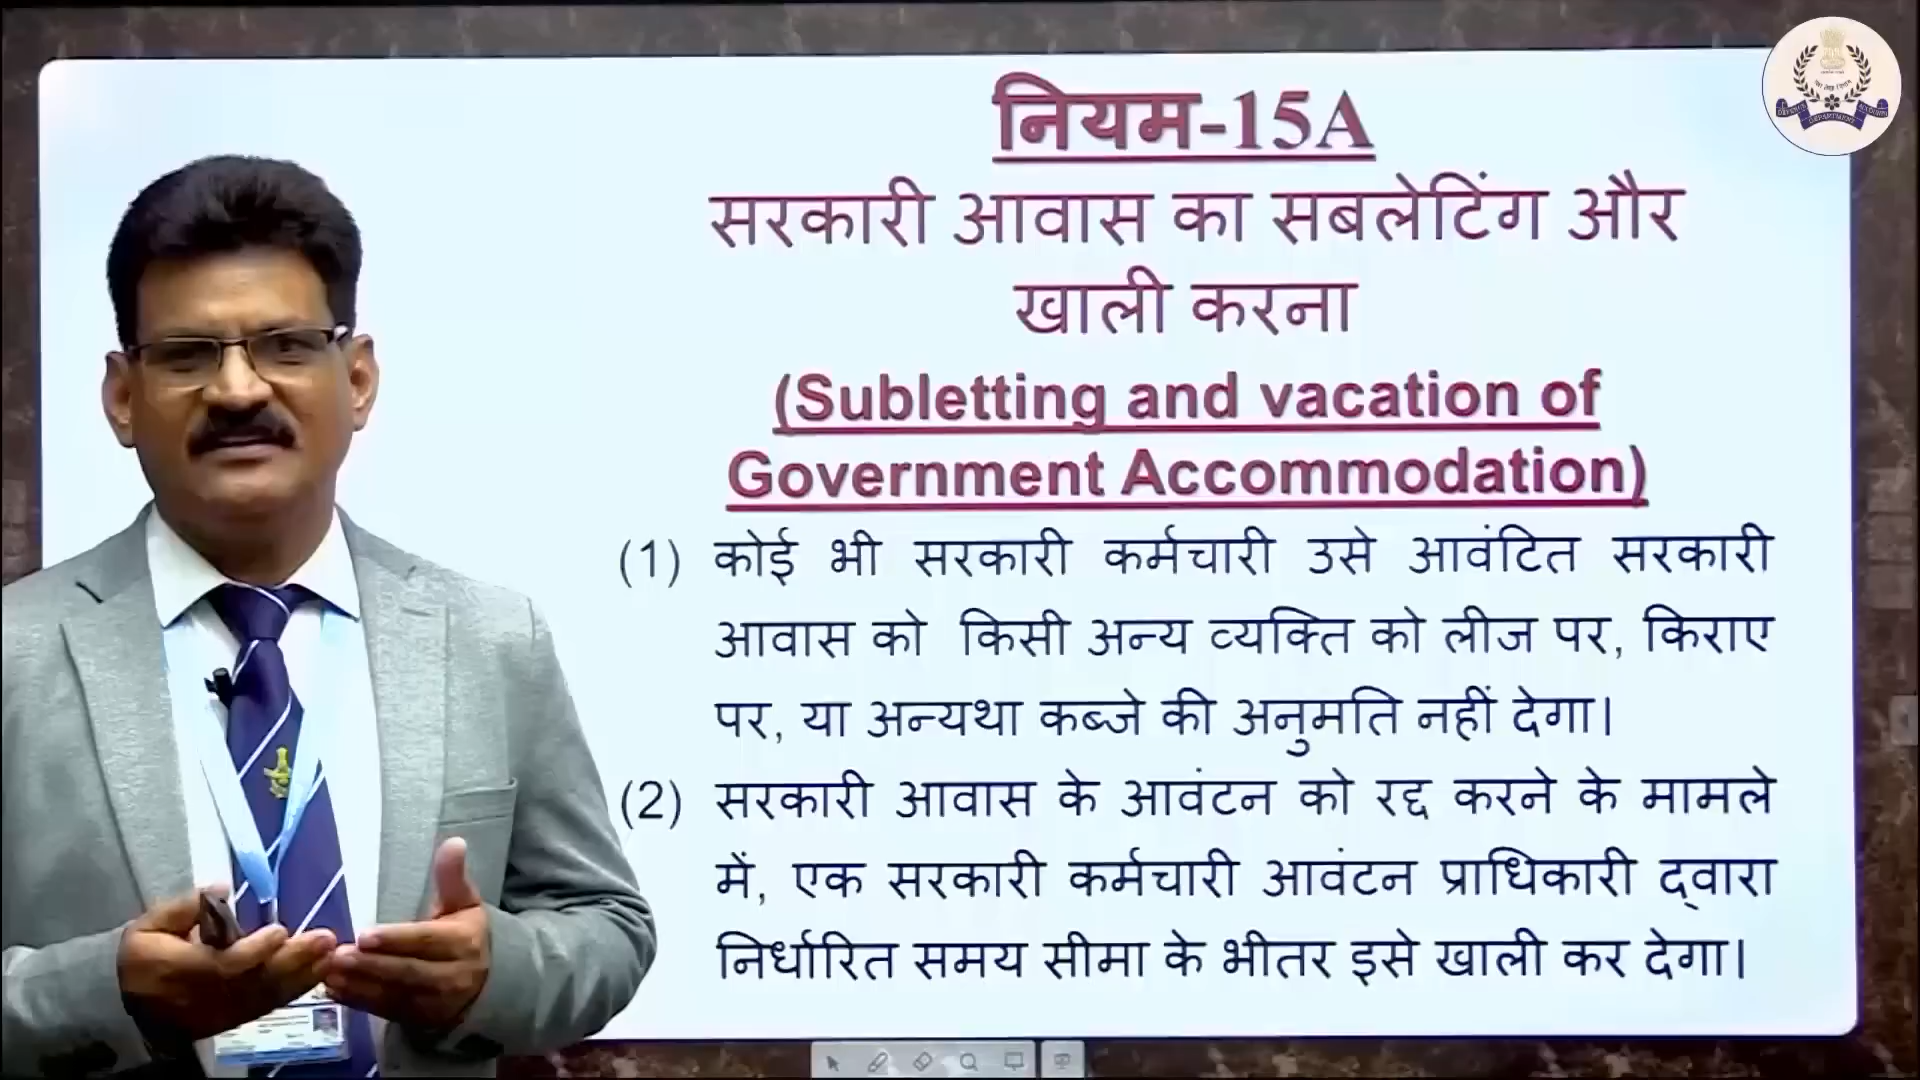 नियम-15A
सरकारी आवास का सबलेटिंग और
खाली करना
(Subletting and vacation of
Government Accommodation)
(1) कोई भी सरकारी कर्मचारी उसे आवंटित सरकारी
आवास को किसी अन्य व्यक्ति को लीज पर, किराए
पर, या अन्यथा कब्जे की अनुमति नहीं देगा।
(2) सरकारी आवास के आवंटन को रद्द करने के मामले
में, एक सरकारी कर्मचारी आवंटन प्राधिकारी द्वारा
निर्धारित समय सीमा के भीतर इसे खाली कर देगा।
DEPARTMENT